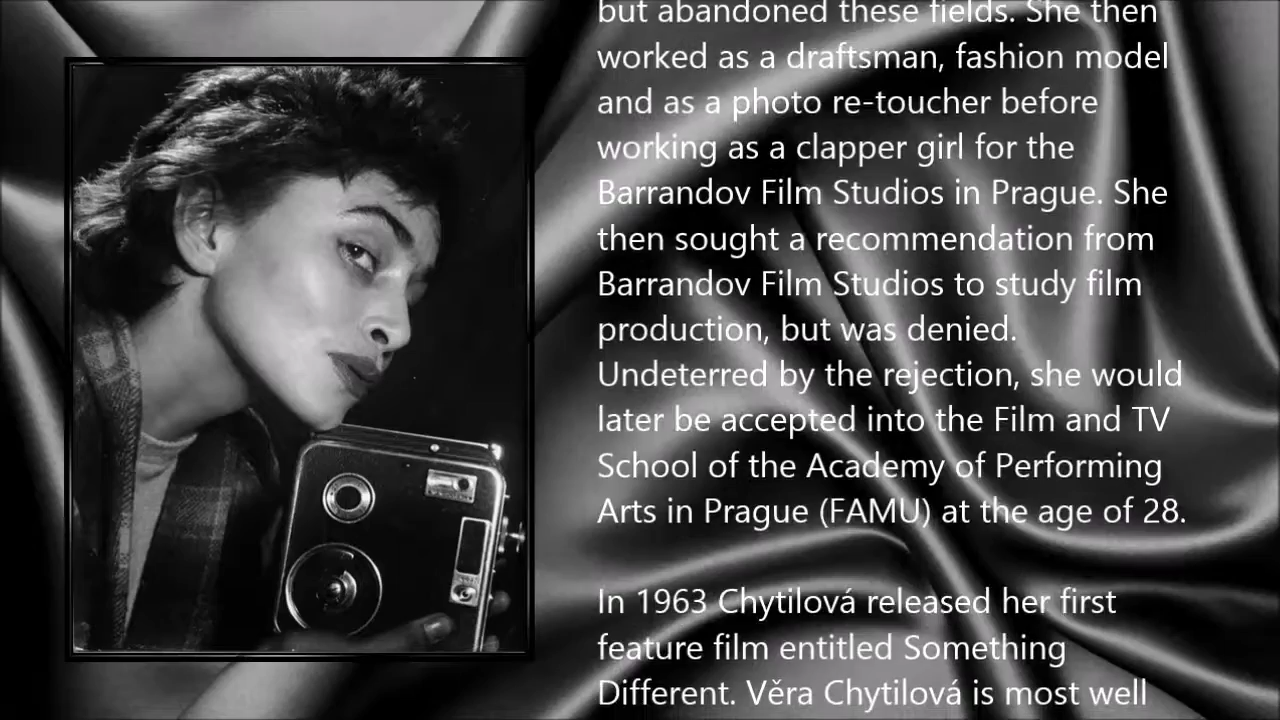 but abandoned these fields. She then
worked as a draftsman, fashion model
and as a photo re-toucher before
working as a clapper girl for the
Barrandov Film Studios in Prague. She
then sought a recommendation from
Barrandov Film Studios to study film
production, but was denied.
Undeterred by the rejection, she would
later be accepted into the Film and TV
School of the Academy of Performing
Arts in Prague (FAMU) at the age of 28.
In 1963 Chytilová released her first
feature film entitled Something
Different. Věra Chytilová is most well